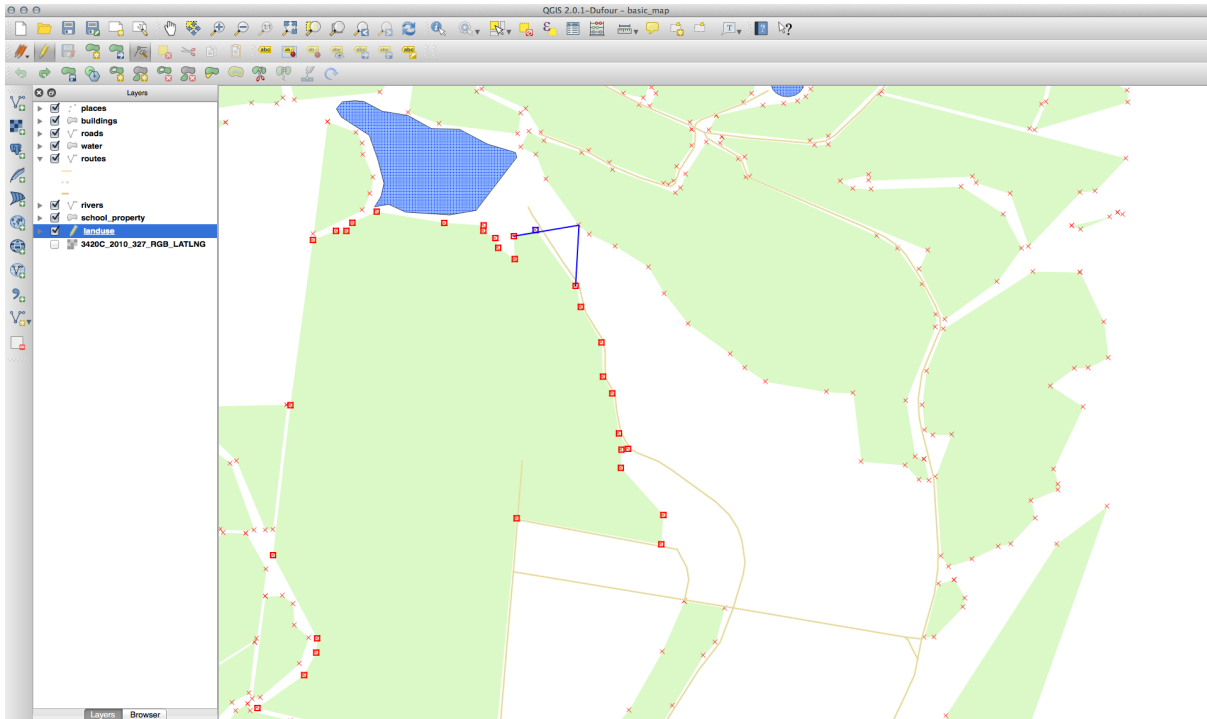 QGIS 2.0.1-Dufour - basic_map
Layers
places
buildings
roads
water
routes
rivers
school_property
landuse
3420C_2010_327_RGB_LATLNG
Layers Browser